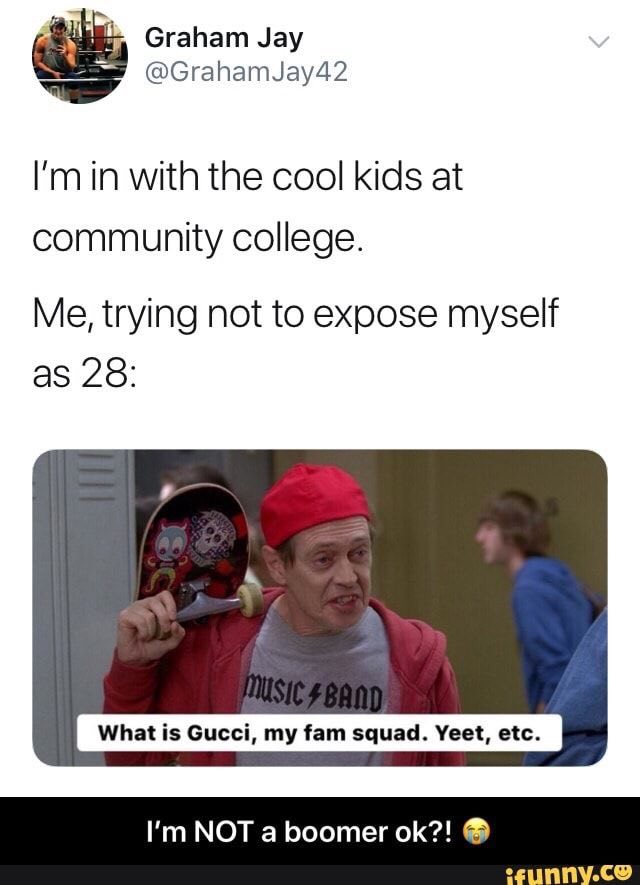 Graham Jay
@GrahamJay42
I'm in with the cool kids at
community college.
Me, trying not to expose myself
as 28:
MUSIC⚡BAND
What is Gucci, my fam squad. Yeet, etc.
I'm NOT a boomer ok?! 😭
ifunny.co